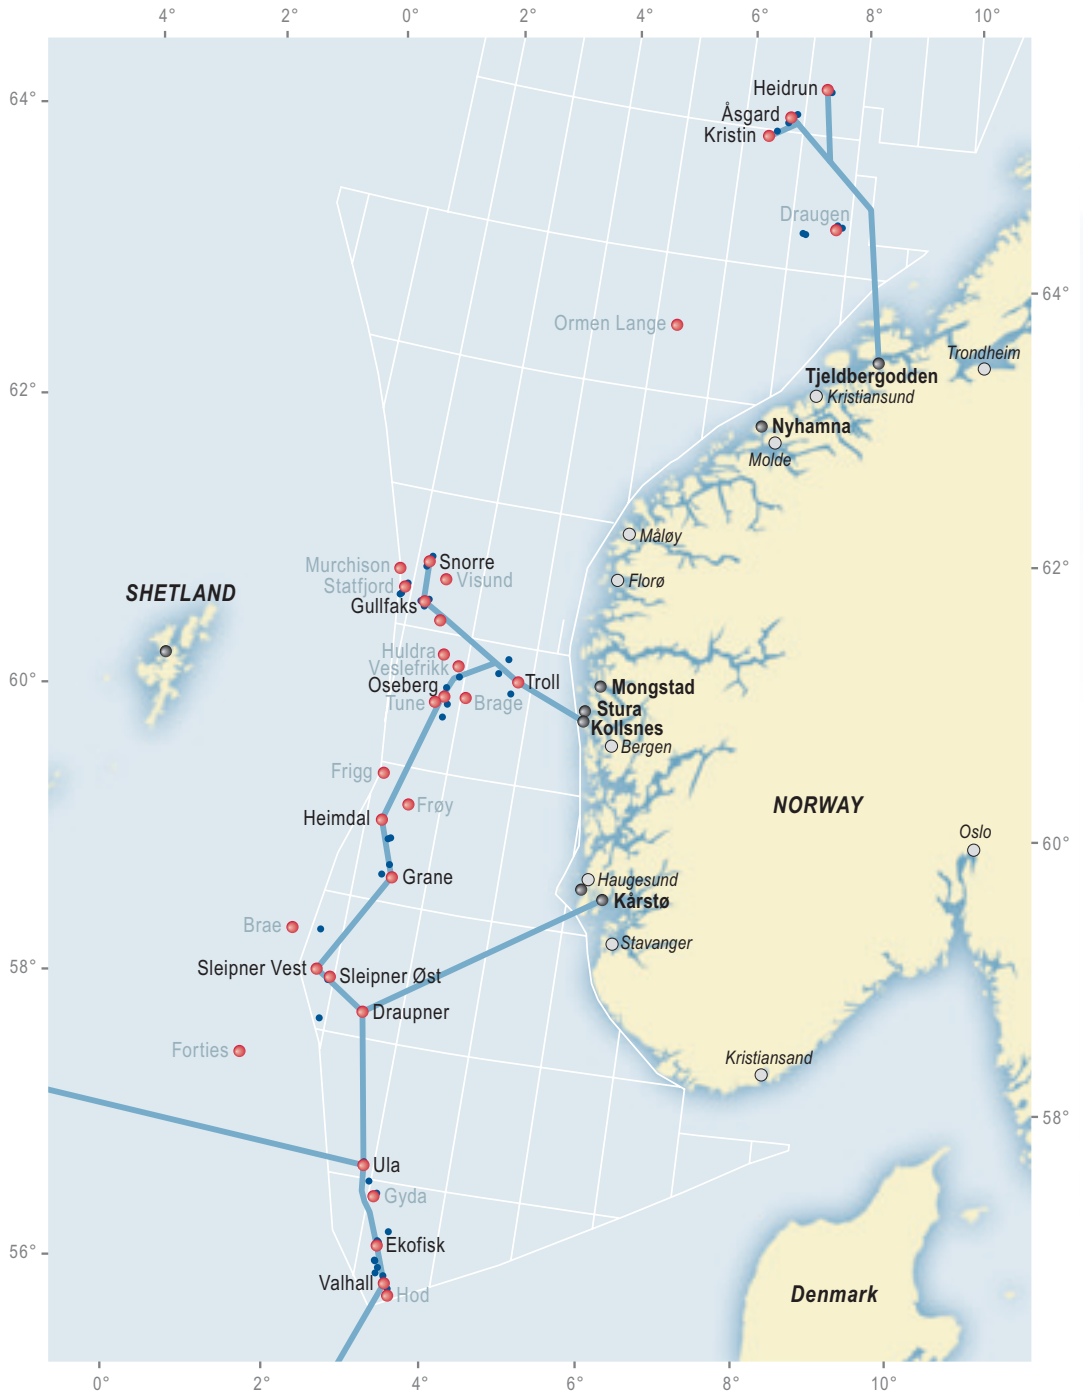 4° 2° 0° 2° 4° 6° 8° 10°
Heidrun
64°
Åsgard
Kristin
Draugen
64°
Ormen Lange
Trondheim
Tjeldbergodden
62°
Kristiansund
Nyhamna
Molde
Måløy
Snorre
Murchison
62°
Visund
Florø
Statfjord
SHETLAND
Gullfaks
Huldra
Veslefrikk
60°
Troll
Oseberg
Mongstad
Tune
Brage
Stura
Kollsnes
Bergen
Frigg
Frøy
NORWAY
Heimdal
Oslo
60°
Grane
Haugesund
Kårstø
Brae
Stavanger
58°
Sleipner Vest
Sleipner Øst
Draupner
Forties
Kristiansand
58°
Ula
Gyda
Ekofisk
56°
Valhall
Hod
Denmark
0° 2° 4° 6° 8° 10°